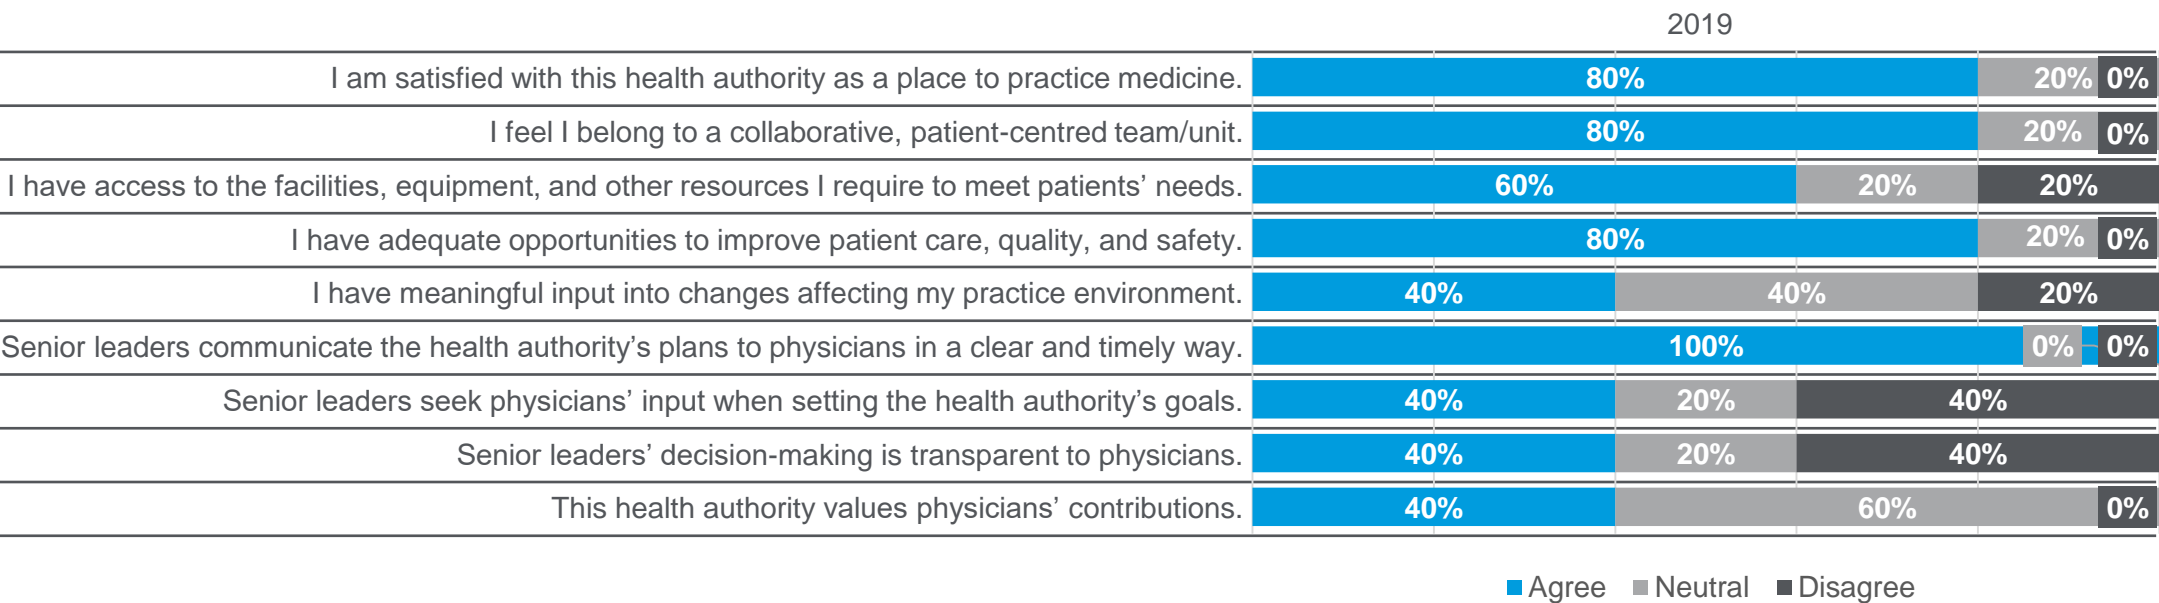 2019
I am satisfied with this health authority as a place to practice medicine. 80% 20% 0%
I feel I belong to a collaborative, patient-centred team/unit. 80% 20% 0%
I have access to the facilities, equipment, and other resources I require to meet patients’ needs. 60% 20% 20%
I have adequate opportunities to improve patient care, quality, and safety. 80% 20% 0%
I have meaningful input into changes affecting my practice environment. 40% 40% 20%
Senior leaders communicate the health authority’s plans to physicians in a clear and timely way. 100% 0% 0%
Senior leaders seek physicians’ input when setting the health authority’s goals. 40% 20% 40%
Senior leaders’ decision-making is transparent to physicians. 40% 20% 40%
This health authority values physicians’ contributions. 40% 60% 0%
Agree Neutral Disagree